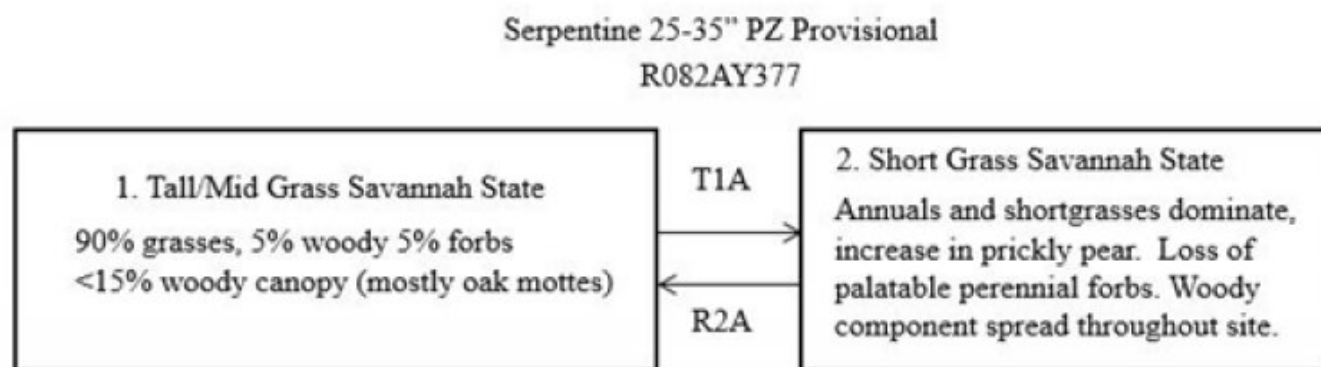 Serpentine 25-35” PZ Provisional
R082AY377
1. Tall/Mid Grass Savannah State
90% grasses, 5% woody 5% forbs
<15% woody canopy (mostly oak mottes)
T1A
R2A
2. Short Grass Savannah State
Annuals and shortgrasses dominate,
increase in prickly pear.  Loss of
palatable perennial forbs. Woody
component spread throughout site.